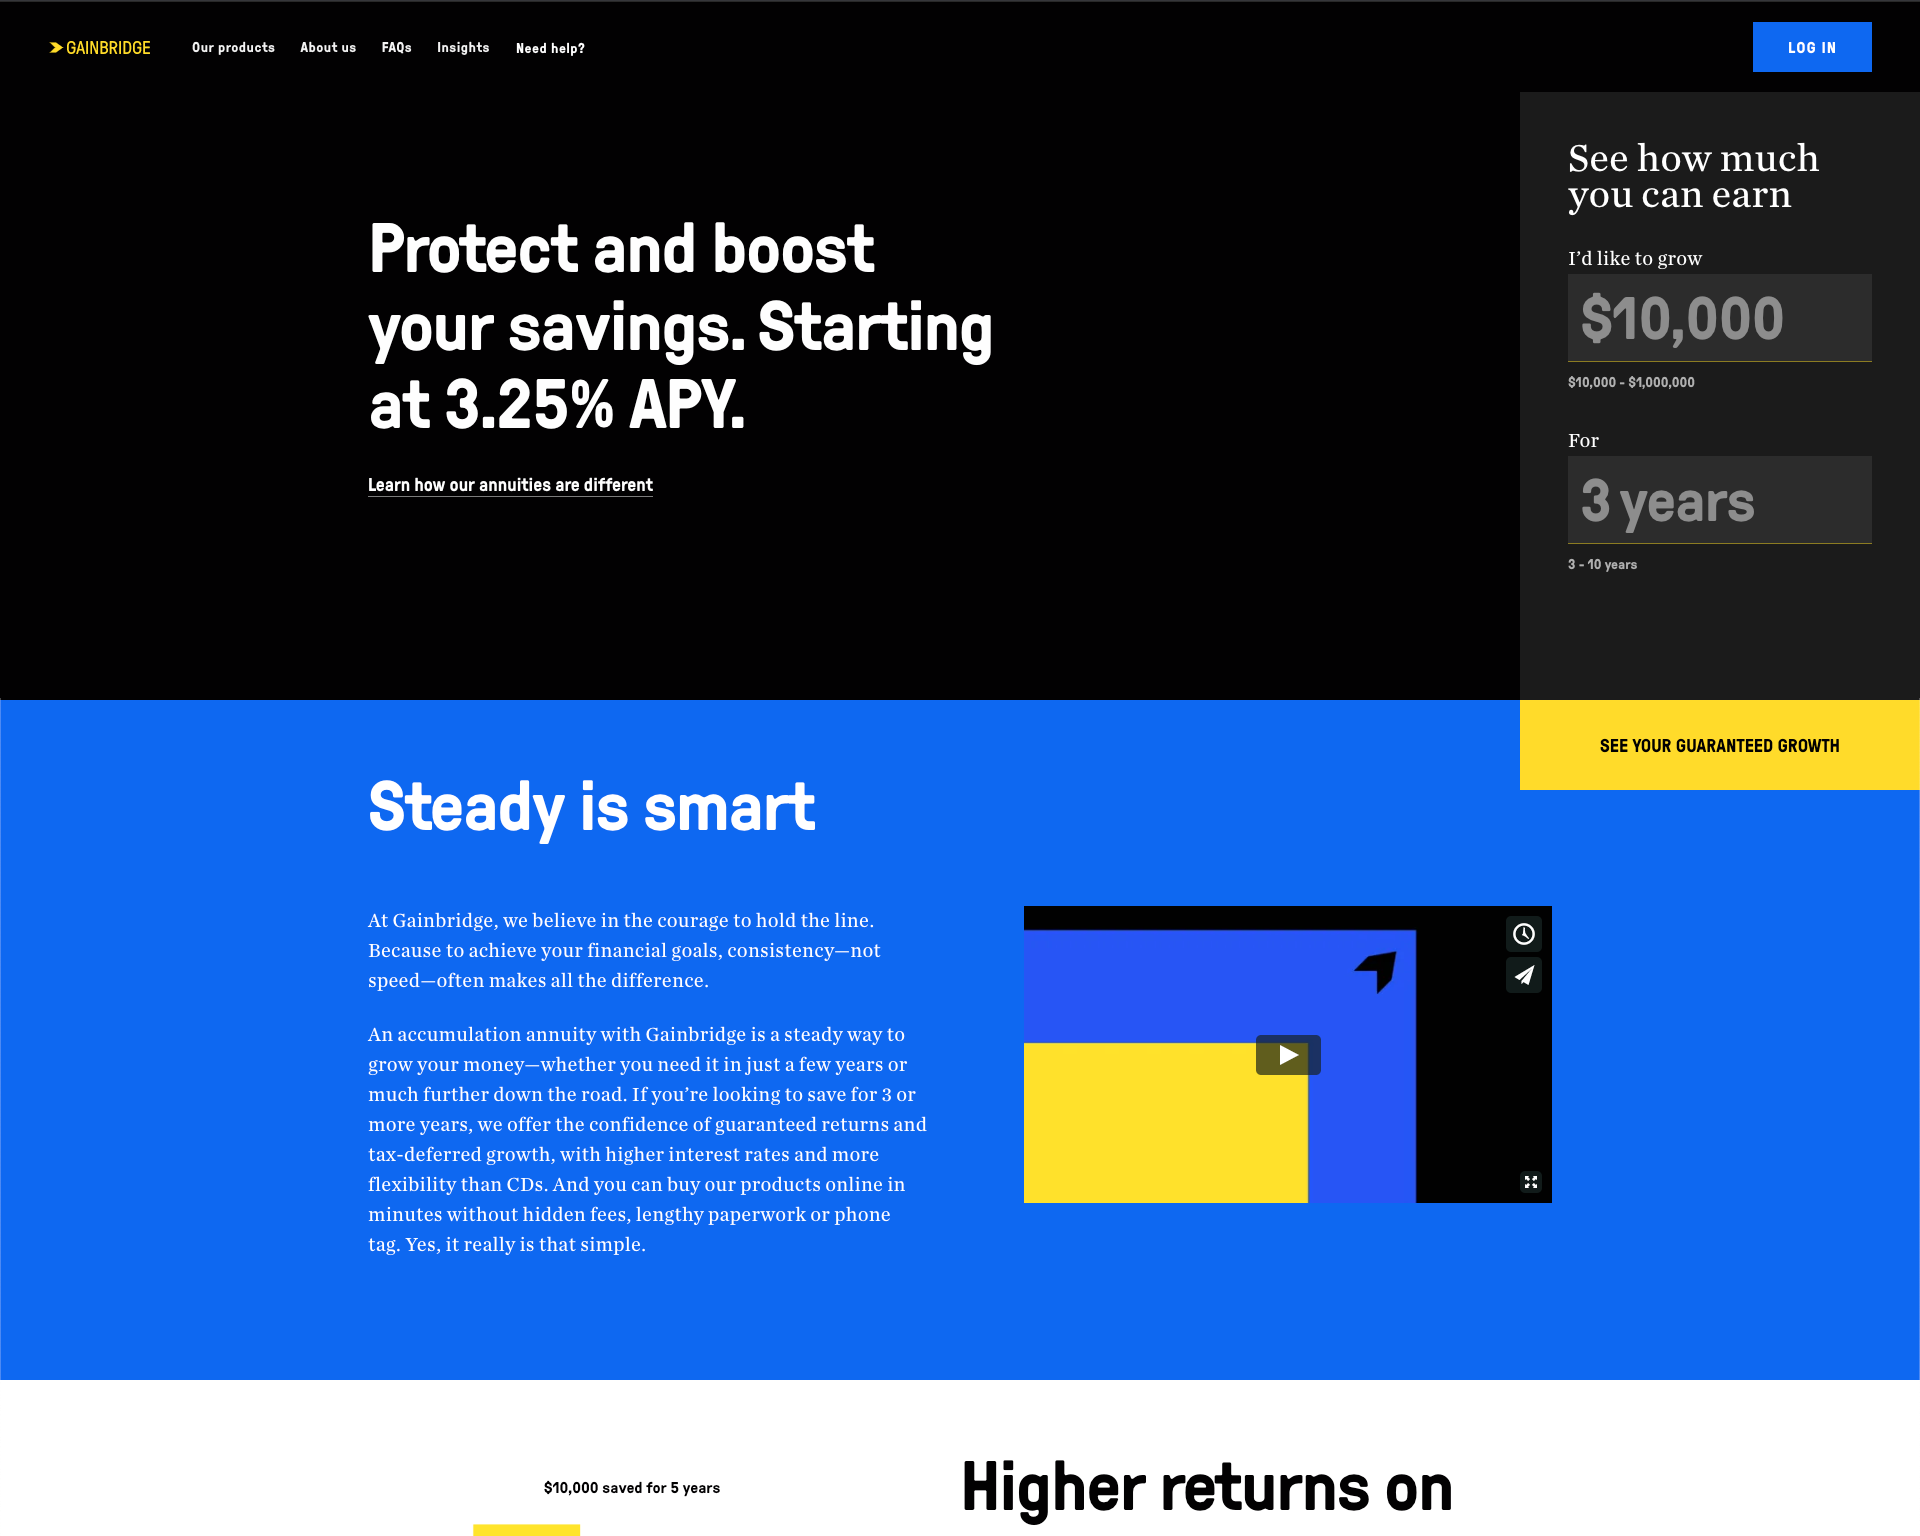 GAINBRIDGE
Our products
About us
FAQs
Insights
Need help?
LOG IN
Protect and boost
your savings. Starting
at 3.25% APY.
Learn how our annuities are different
See how much
you can earn
I’d like to grow
$10,000
$10,000 - $1,000,000
For
3 years
3 - 10 years
SEE YOUR GUARANTEED GROWTH
Steady is smart
At Gainbridge, we believe in the courage to hold the line.
Because to achieve your financial goals, consistency—not
speed—often makes all the difference.
An accumulation annuity with Gainbridge is a steady way to
grow your money—whether you need it in just a few years or
much further down the road. If you’re looking to save for 3 or
more years, we offer the confidence of guaranteed returns and
tax-deferred growth, with higher interest rates and more
flexibility than CDs. And you can buy our products online in
minutes without hidden fees, lengthy paperwork or phone
tag. Yes, it really is that simple.
$10,000 saved for 5 years
Higher returns on